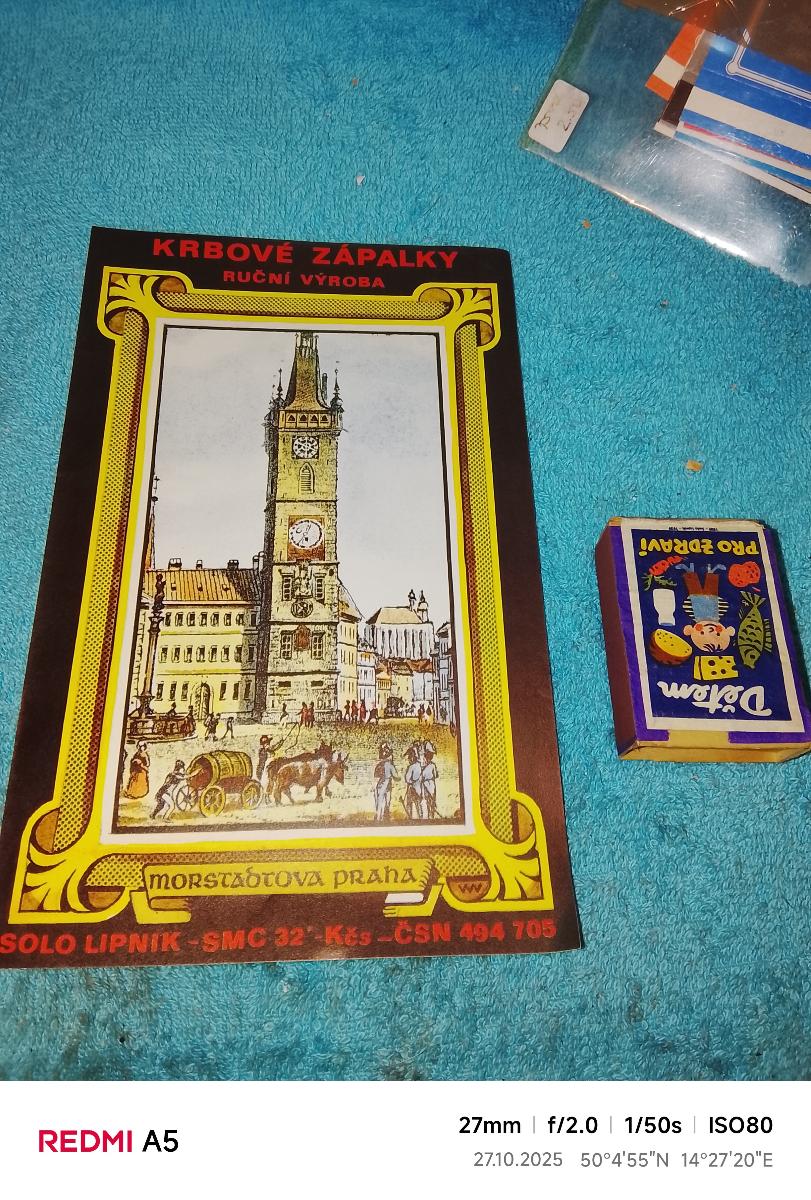 KRBOVÉ ZÁPALKY
RUČNÍ VÝROBA
MORSTADTOVA PRAHA
SOLO LIPNÍK - SMC 32'- Kčs - ČSN 494 705
Dětem
PRO ZDRAVÍ
REDMI A5
27mm | f/2.0 | 1/50s | ISO80
27.10.2025 50°4'55"N 14°27'20"E